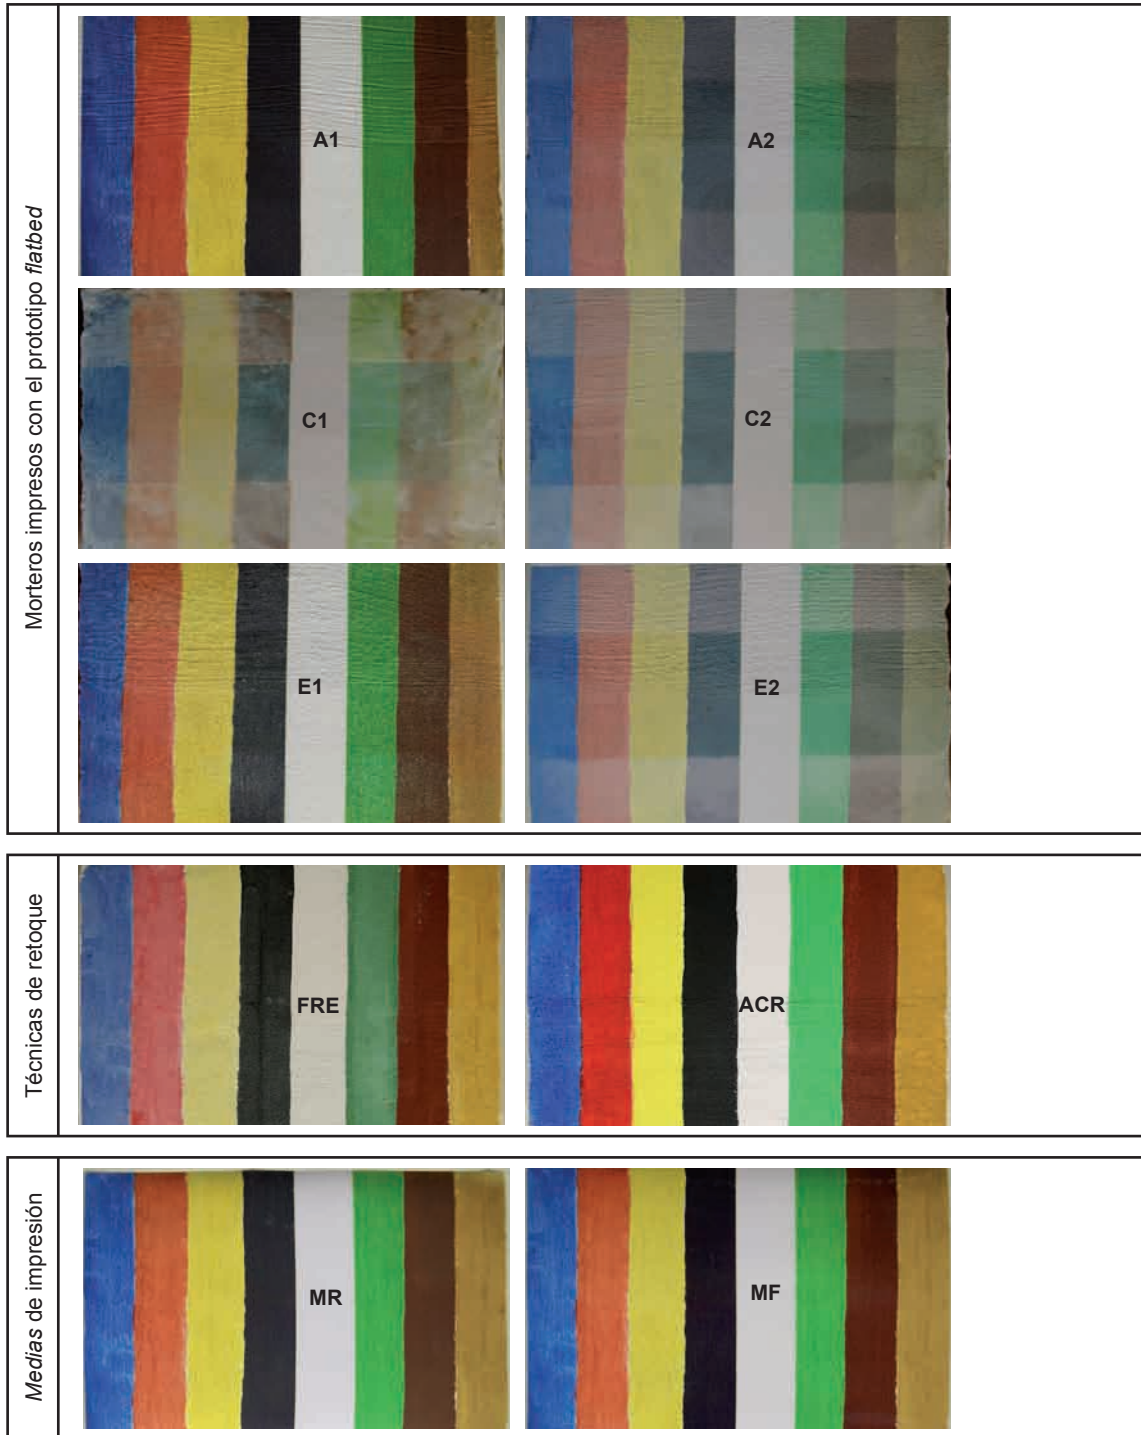 Morteros impresos con el prototipo flatbed
A1
A2
C1
C2
E1
E2
Técnicas de retoque
FRE
ACR
Medias de impresión
MR
MF